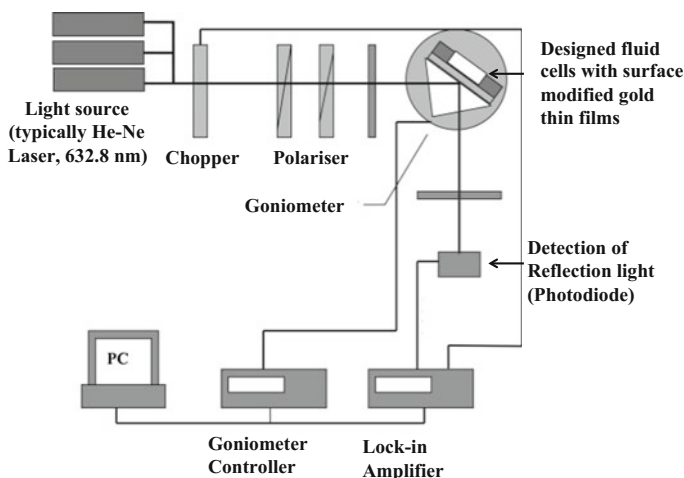 Designed fluid
cells with surface
modified gold
thin films
Light source
(typically He-Ne
Laser, 632.8 nm)
Chopper
Polariser
Goniometer
Detection of
Reflection light
(Photodiode)
PC
Goniometer
Controller
Lock-in
Amplifier